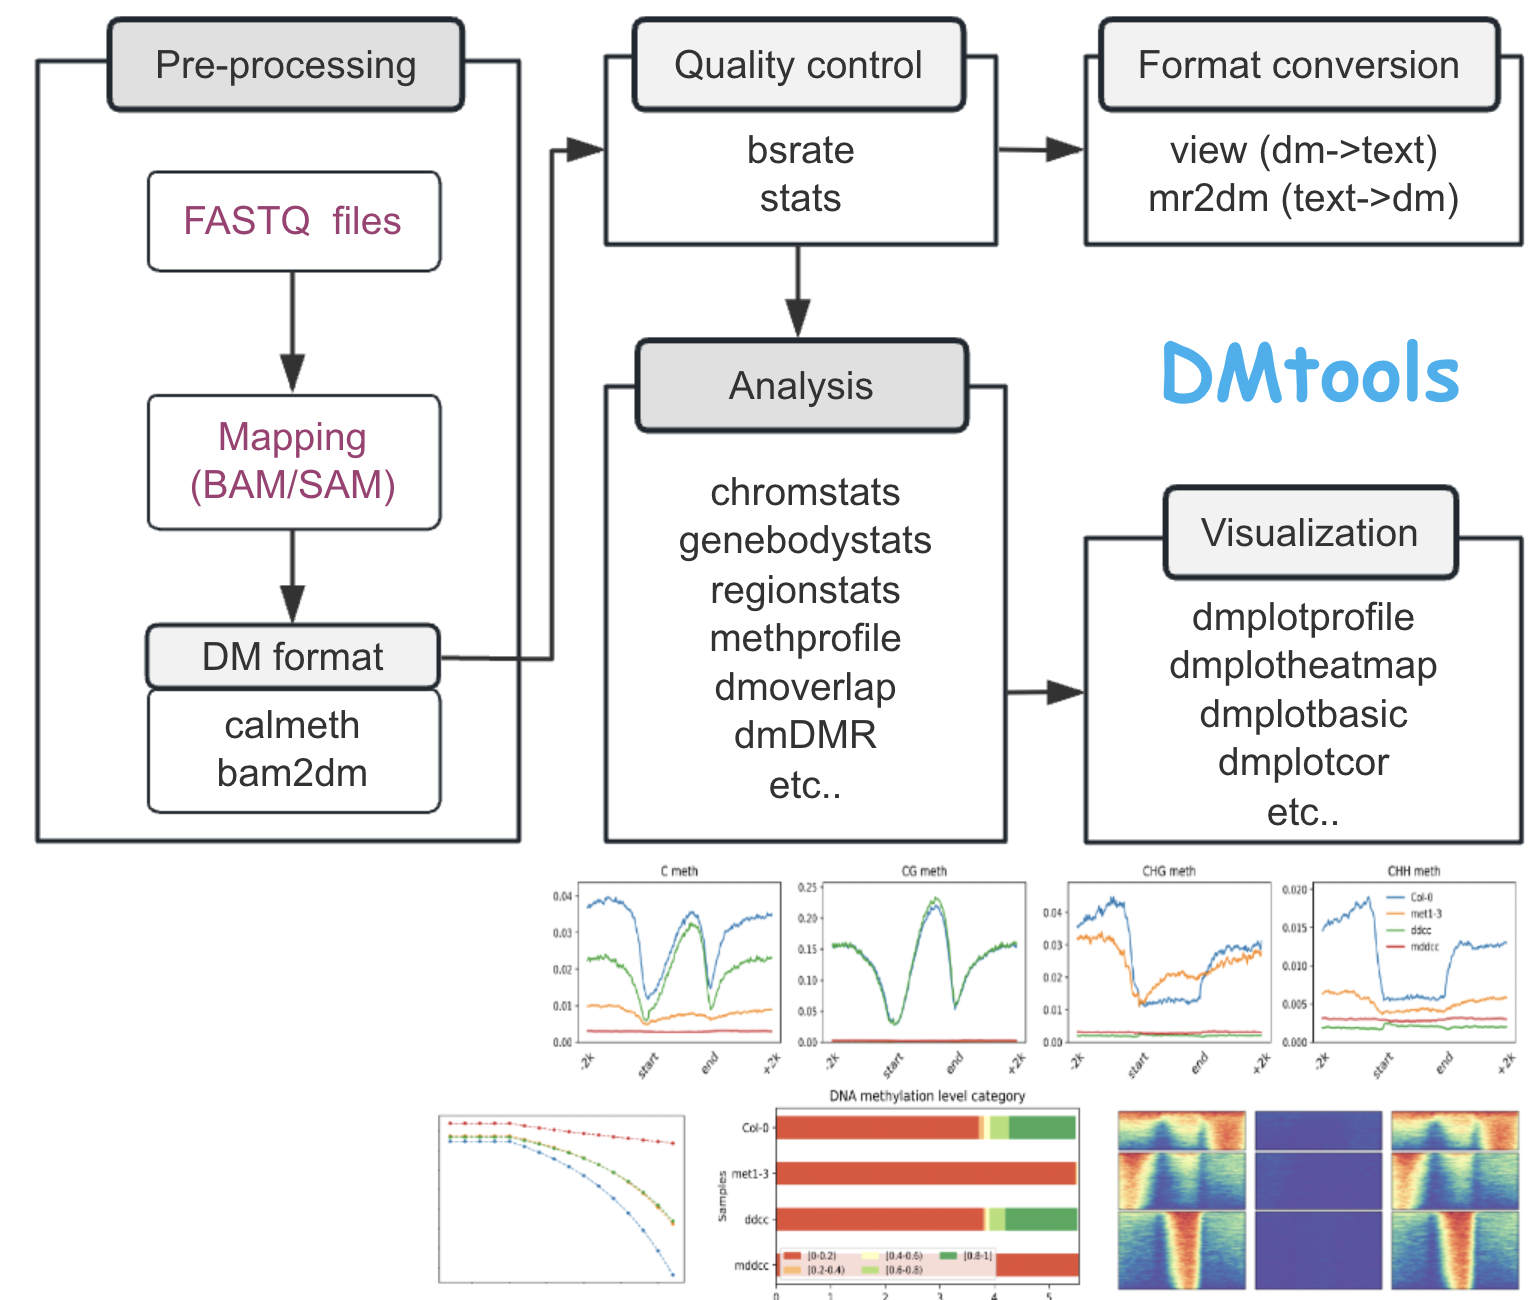 Pre-processing
FASTQ files
Mapping
(BAM/SAM)
DM format
calmeth
bam2dm
Quality control
bsrate
stats
Format conversion
view (dm->text)
mr2dm (text->dm)
DMtools
Analysis
chromstats
genebodystats
regionstats
methprofile
dmoverlap
dmDMR
etc..
Visualization
dmplotprofile
dmplotheatmap
dmplotbasic
dmplotcor
etc..
C meth
0.04
0.03
0.02
0.01
0.00
-2k start end +2k
CG meth
0.25
0.20
0.15
0.10
0.05
0.00
-2k start end +2k
CHG meth
0.04
0.03
0.02
0.01
0.00
-2k start end +2k
CHH meth
0.020
0.015
0.010
0.005
0.000
Col-0
met1-3
ddcc
mddcc
-2k start end +2k
DNA methylation level category
Samples
Col-0
met1-3
ddcc
mddcc
[0-0.2) [0.4-0.6) [0.8-1]
[0.2-0.4) [0.6-0.8)
0 1 2 3 4 5